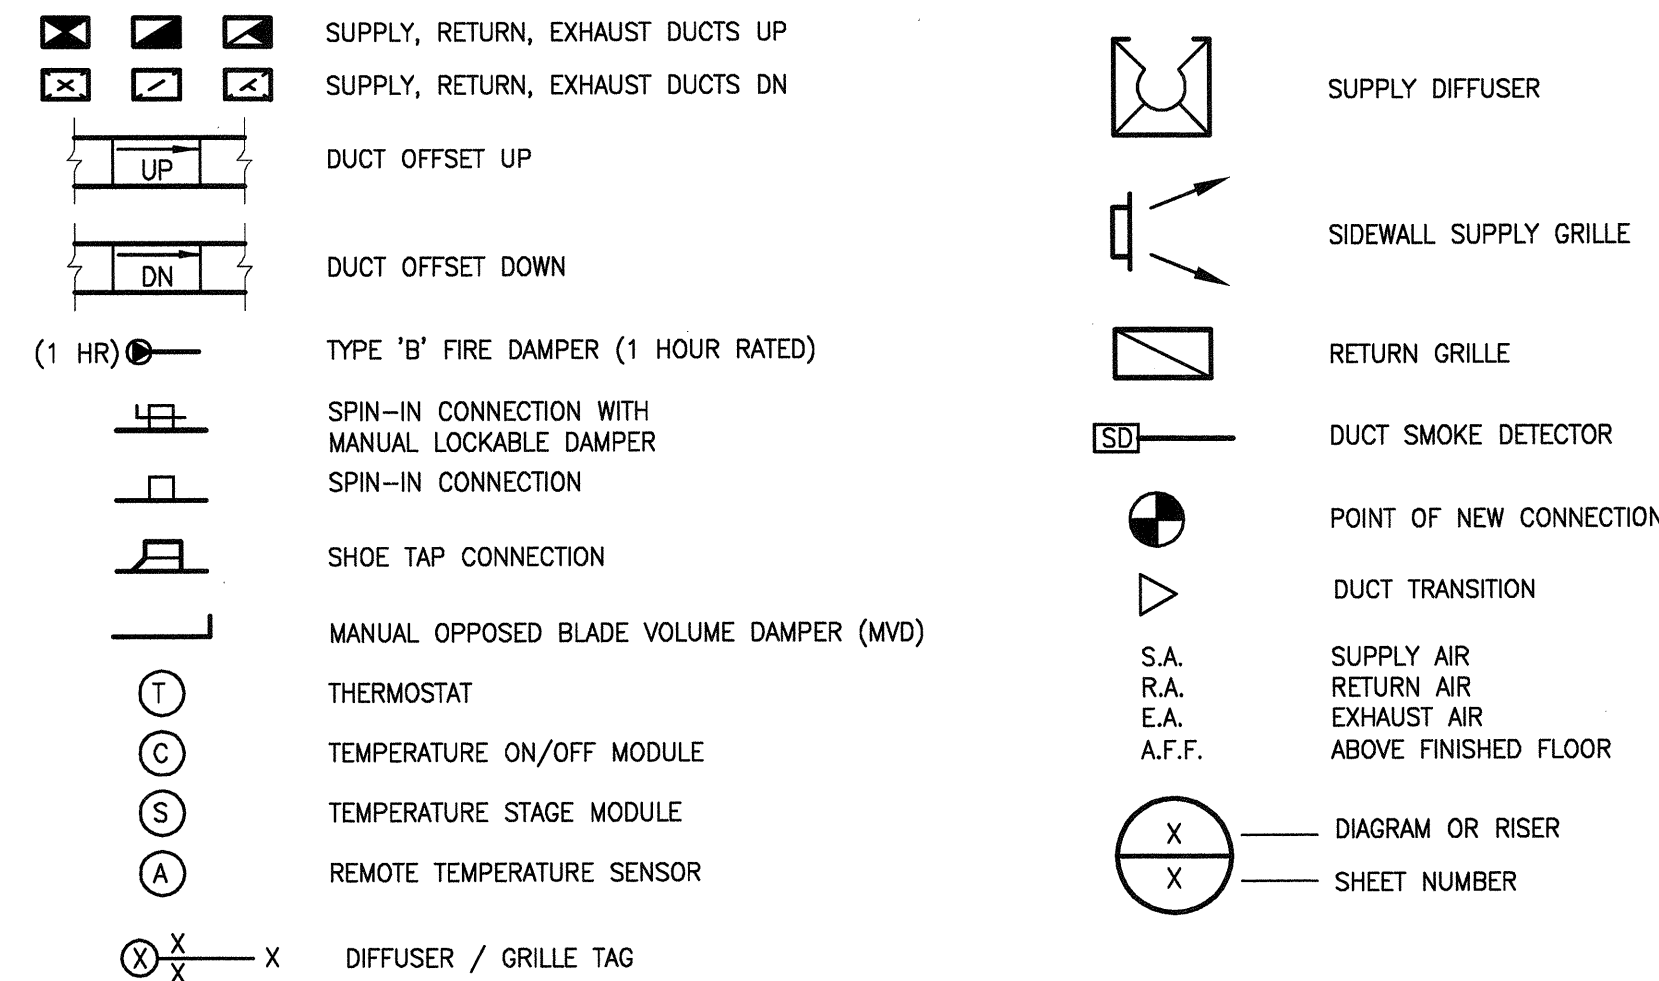 SUPPLY, RETURN, EXHAUST DUCTS UP
SUPPLY, RETURN, EXHAUST DUCTS DN
UP DUCT OFFSET UP
DN DUCT OFFSET DOWN
(1 HR) TYPE 'B' FIRE DAMPER (1 HOUR RATED)
SPIN-IN CONNECTION WITH
MANUAL LOCKABLE DAMPER
SPIN-IN CONNECTION
SHOE TAP CONNECTION
MANUAL OPPOSED BLADE VOLUME DAMPER (MVD)
T THERMOSTAT
C TEMPERATURE ON/OFF MODULE
S TEMPERATURE STAGE MODULE
A REMOTE TEMPERATURE SENSOR
X X X X DIFFUSER / GRILLE TAG
SUPPLY DIFFUSER
SIDEWALL SUPPLY GRILLE
RETURN GRILLE
SD DUCT SMOKE DETECTOR
POINT OF NEW CONNECTION
DUCT TRANSITION
S.A. SUPPLY AIR
R.A. RETURN AIR
E.A. EXHAUST AIR
A.F.F. ABOVE FINISHED FLOOR
X DIAGRAM OR RISER
X SHEET NUMBER